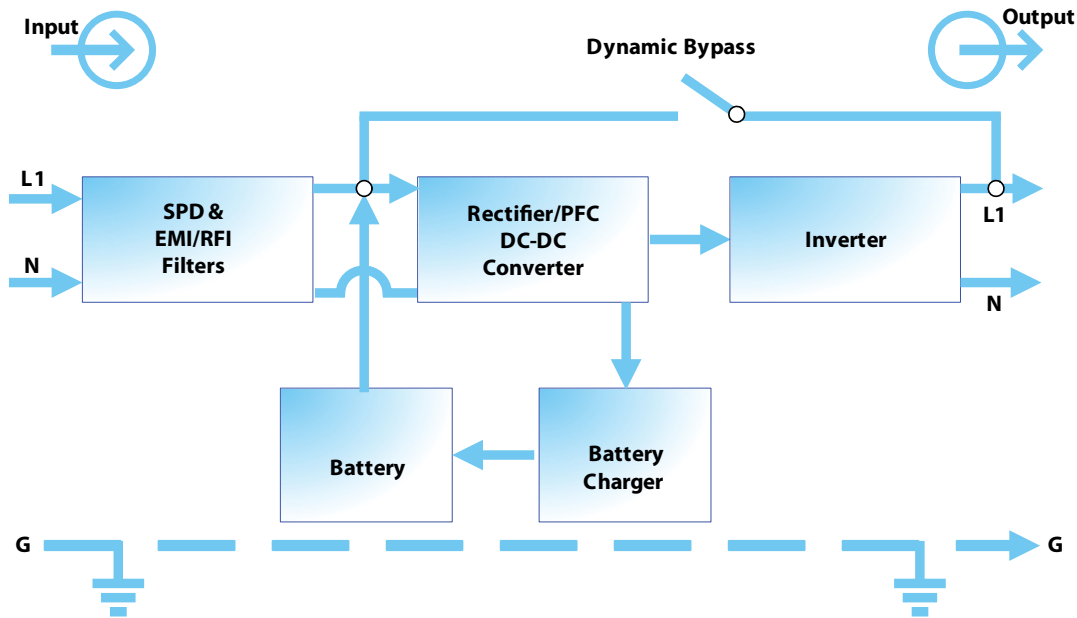 Input
Output
Dynamic Bypass
L1
SPD &
EMI/RFI
Filters
Rectifier/PFC
DC-DC
Converter
Inverter
L1
N
N
Battery
Battery
Charger
G
G